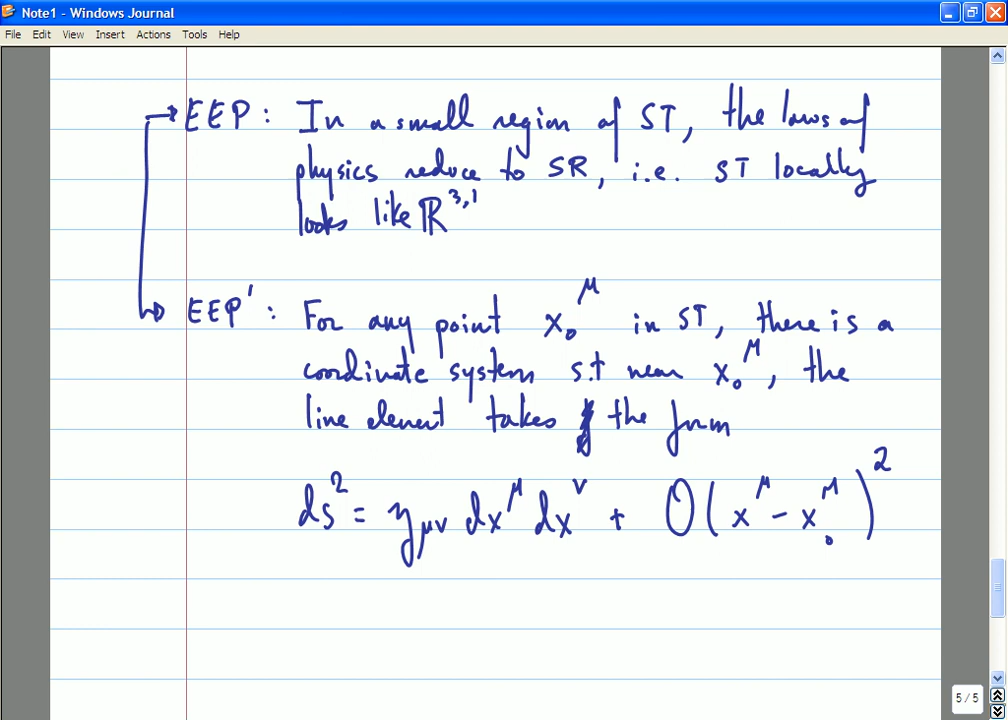 Note1 - Windows Journal
File Edit View Insert Actions Tools Help
EEP : In a small region of ST, the laws of
physics reduce to SR, i.e. ST locally
looks like ℝ^{3,1}
EEP' : For any point x₀^μ in ST, there is a
coordinate system s.t near x₀^μ, the
line element takes the form
ds² = η_{μν} dx^μ dx^ν + O(x^μ - x₀^μ)²
5/5